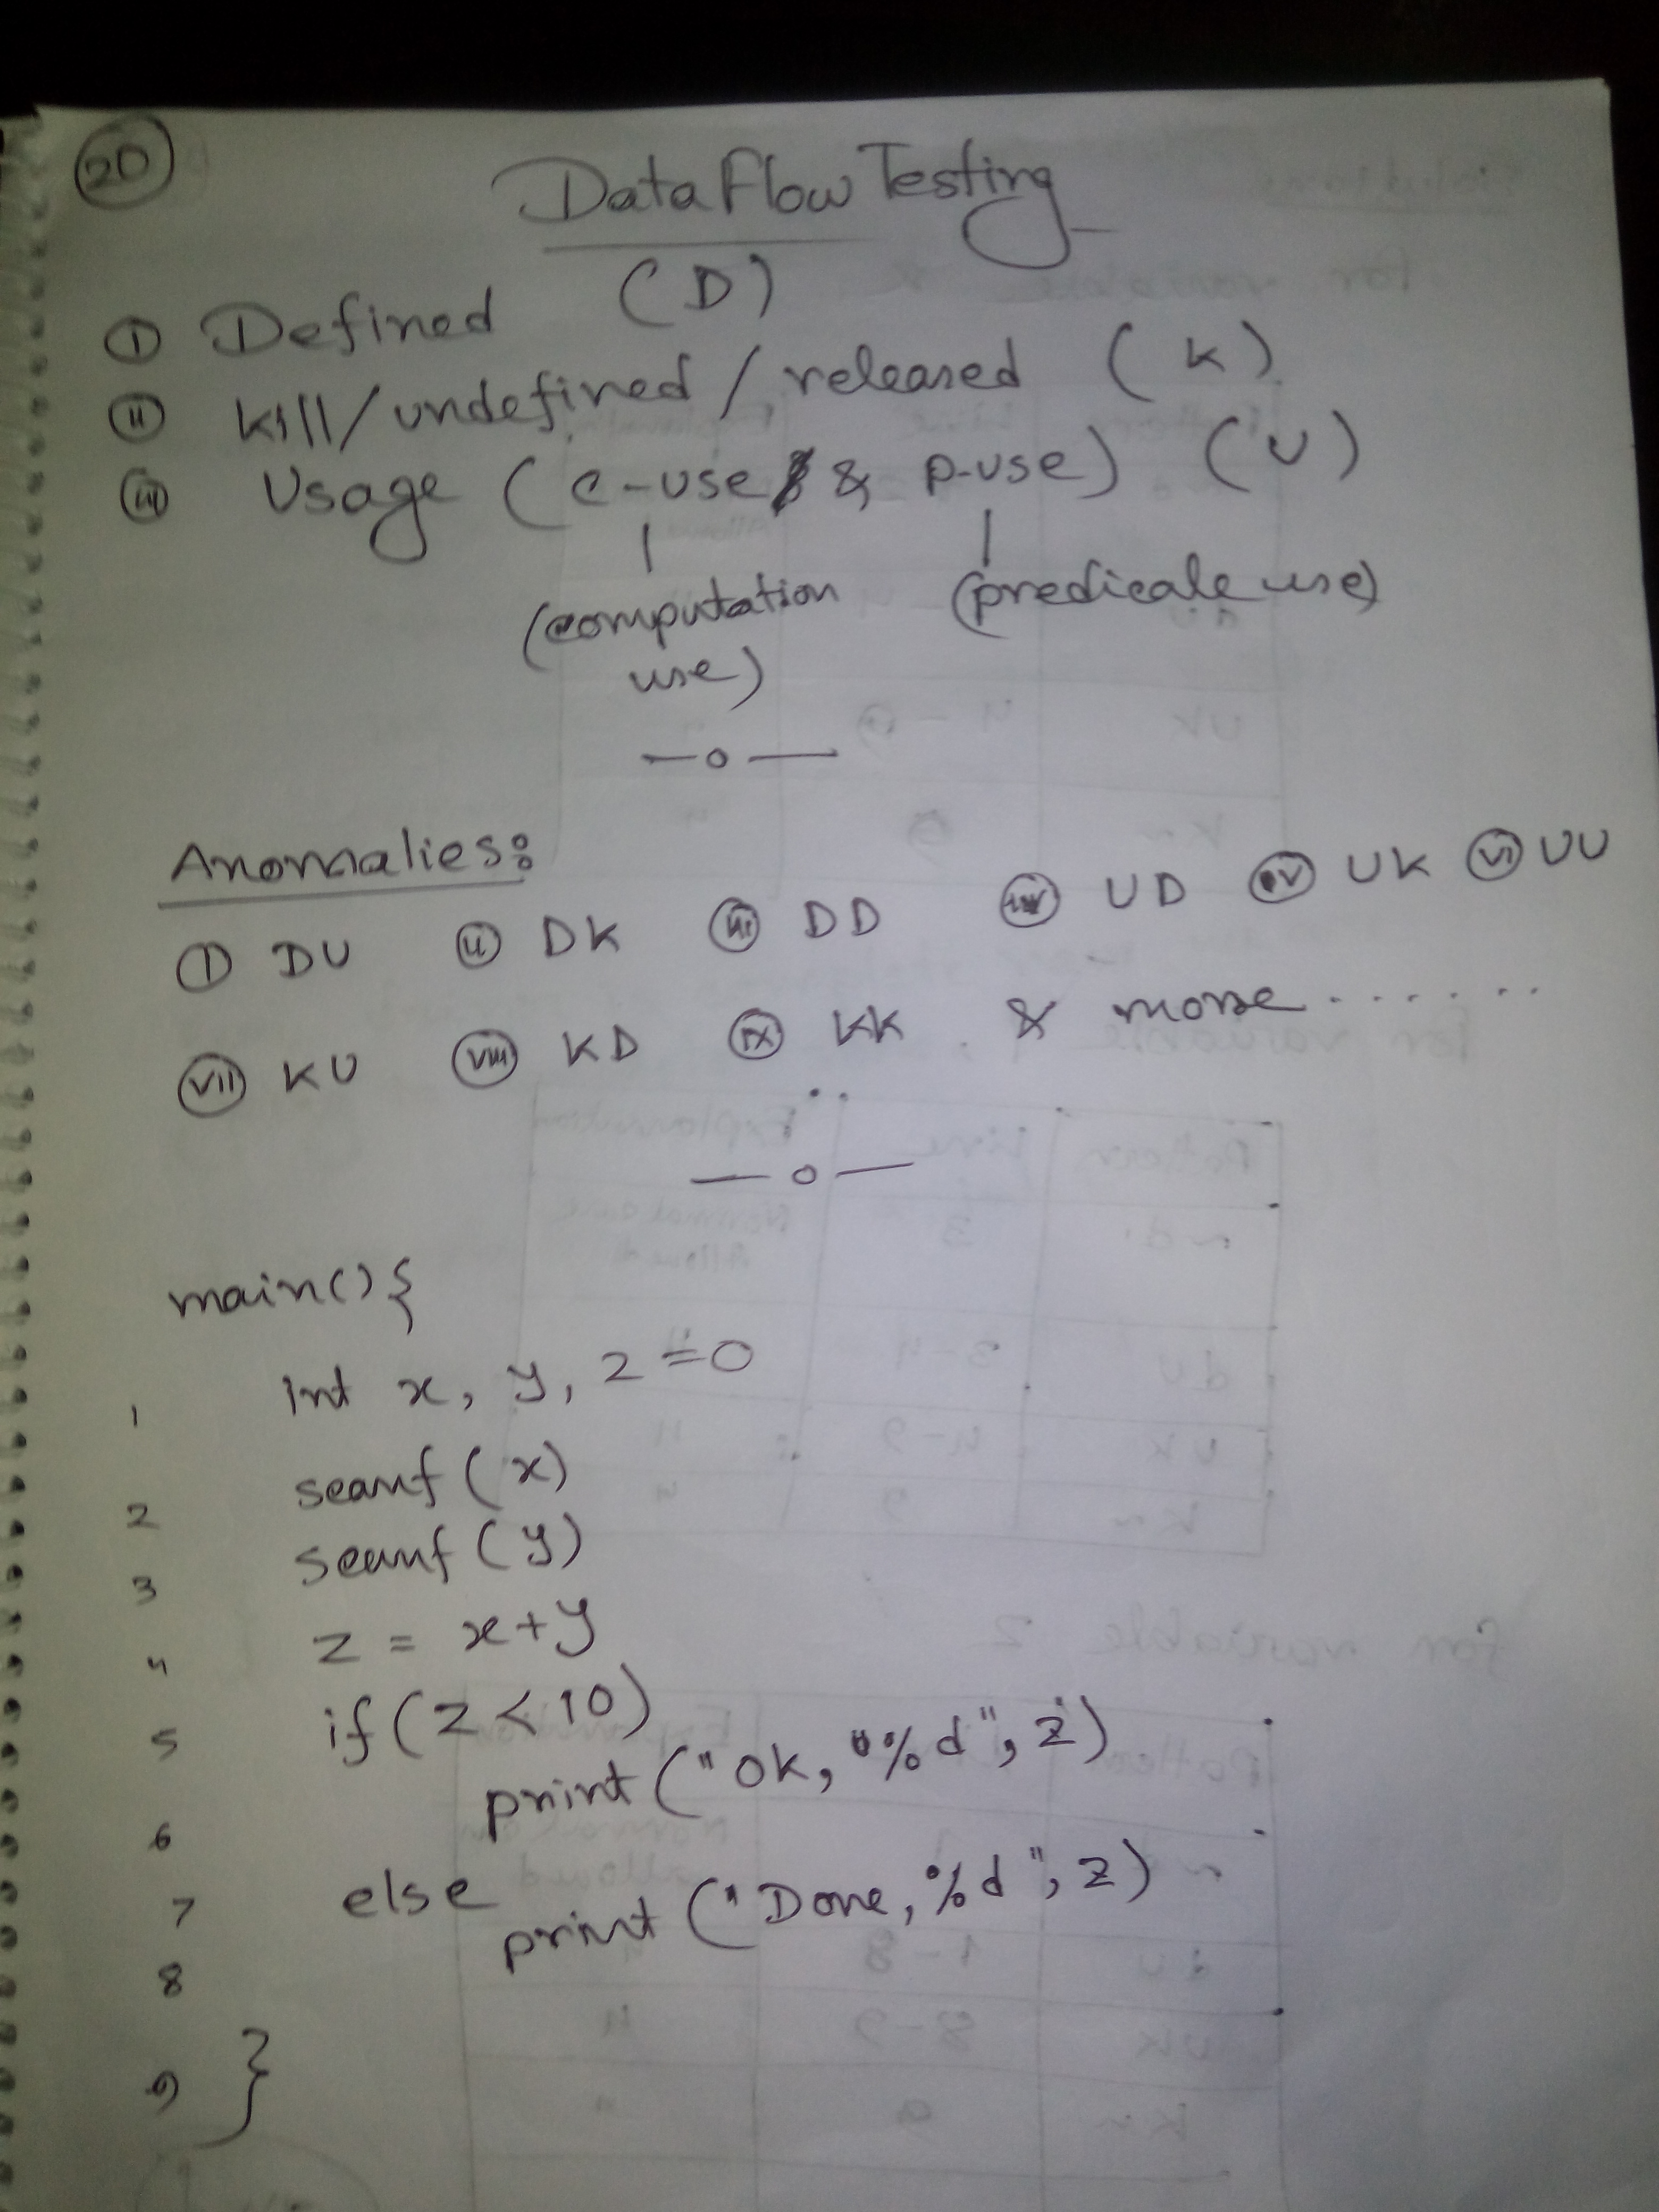 20
Data Flow Testing
i Defined (D)
ii kill/undefined/released (K)
iii Usage (c-use & p-use) (U)
(computation use) (predicate use)
—o—
Anomalies:
i DU ii DK iii DD iv UD v UK vi UU
vii KU viii KD ix KK & more.......
—o—
main(){
1 int x, y, z=0
2 scanf(x)
3 scanf(y)
4 z = x+y
5 if(z<10)
6 print("Ok, "%d", z)
7 else
8 print("Done, %d", z)
9 }